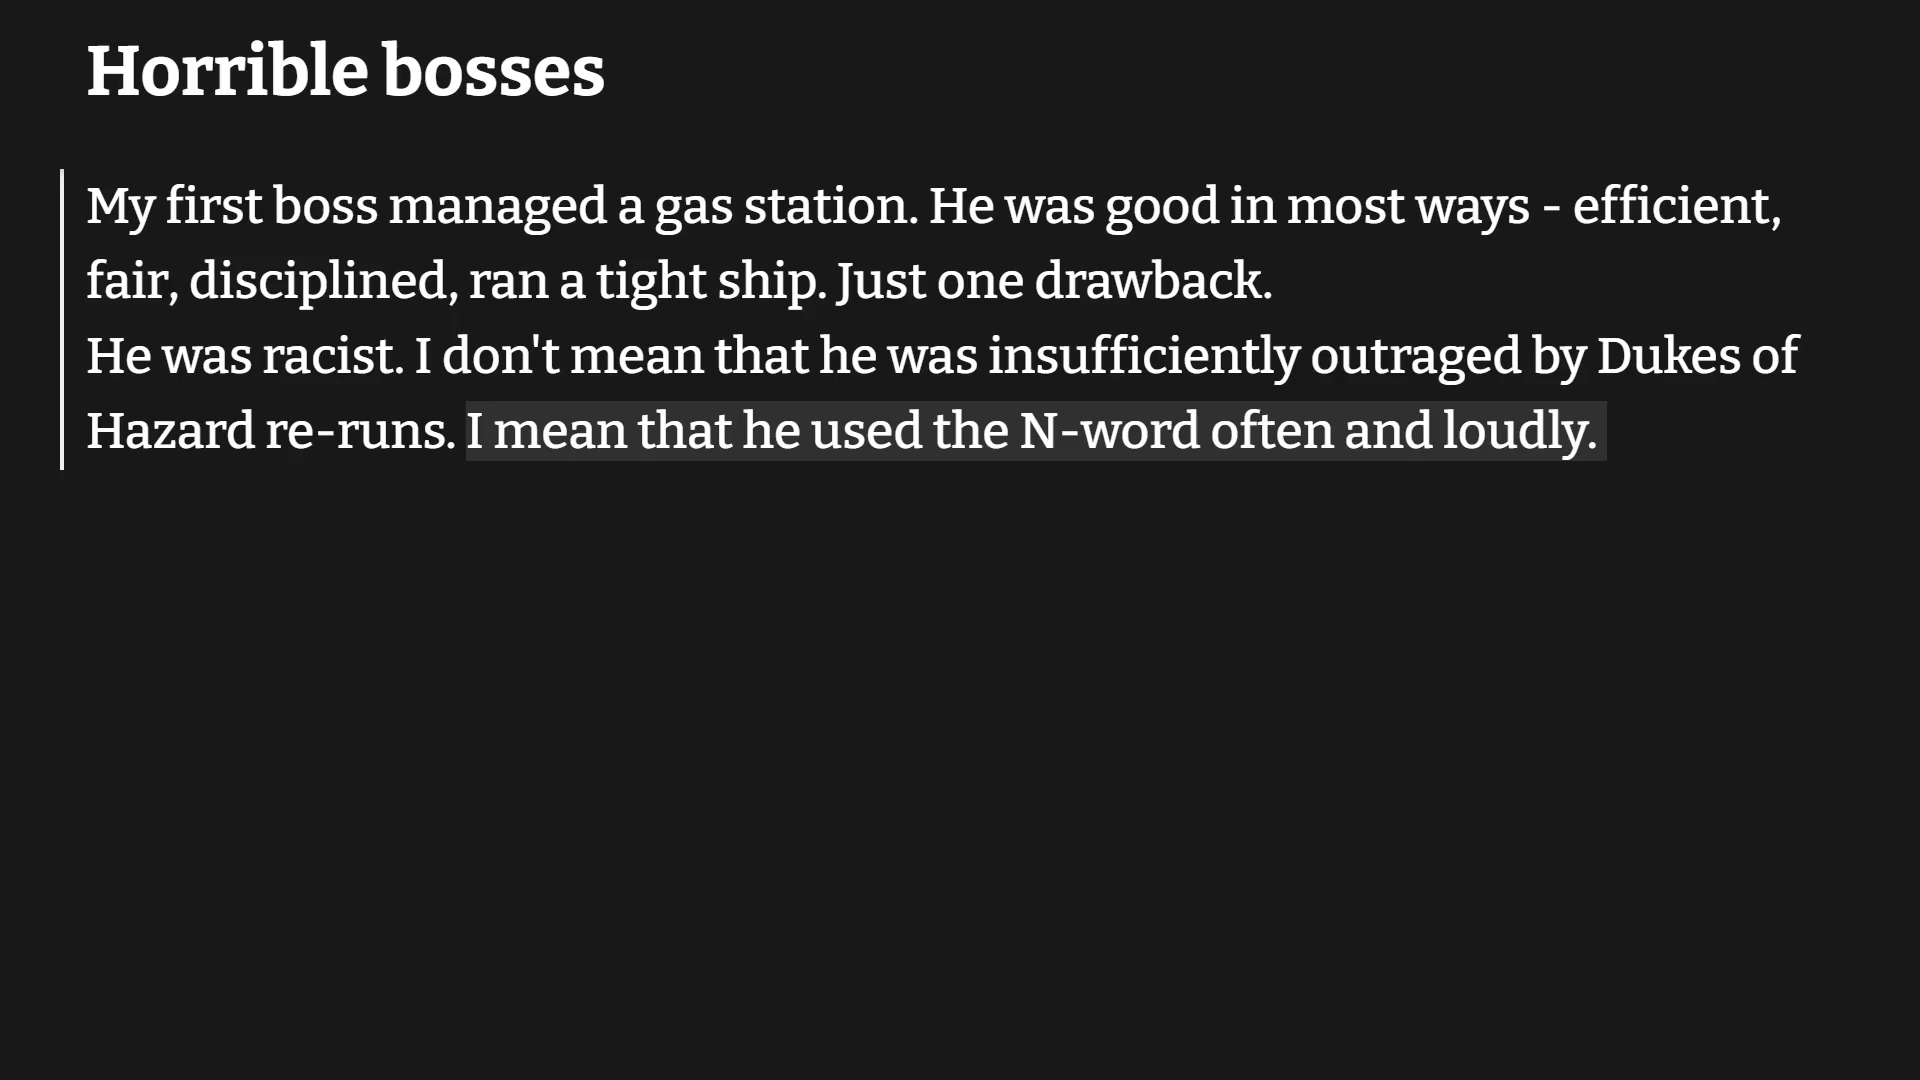 Horrible bosses
My first boss managed a gas station. He was good in most ways - efficient,
fair, disciplined, ran a tight ship. Just one drawback.
He was racist. I don't mean that he was insufficiently outraged by Dukes of
Hazard re-runs. I mean that he used the N-word often and loudly.